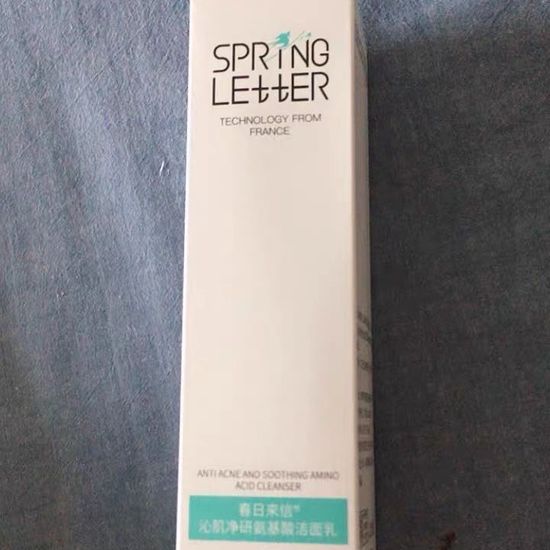 SPRING
LEttER
TECHNOLOGY FROM
FRANCE
ANTI ACNE AND SOOTHING AMINO
ACID CLEANSER
春日来信®
沁肌净研氨基酸洁面乳